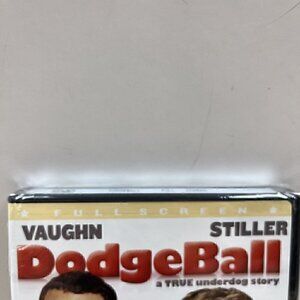 FULL SCREEN
VAUGHN STILLER
DodgeBall
a TRUE underdog story